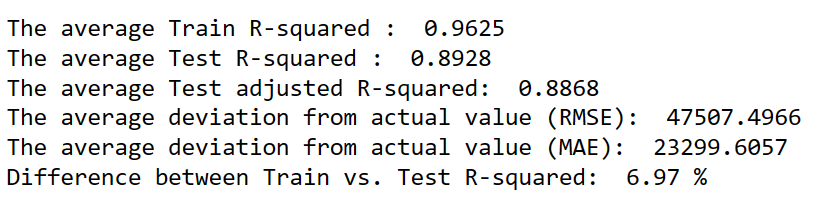 The average Train R-squared :  0.9625
The average Test R-squared :  0.8928
The average Test adjusted R-squared:  0.8868
The average deviation from actual value (RMSE):  47507.4966
The average deviation from actual value (MAE):  23299.6057
Difference between Train vs. Test R-squared:  6.97 %